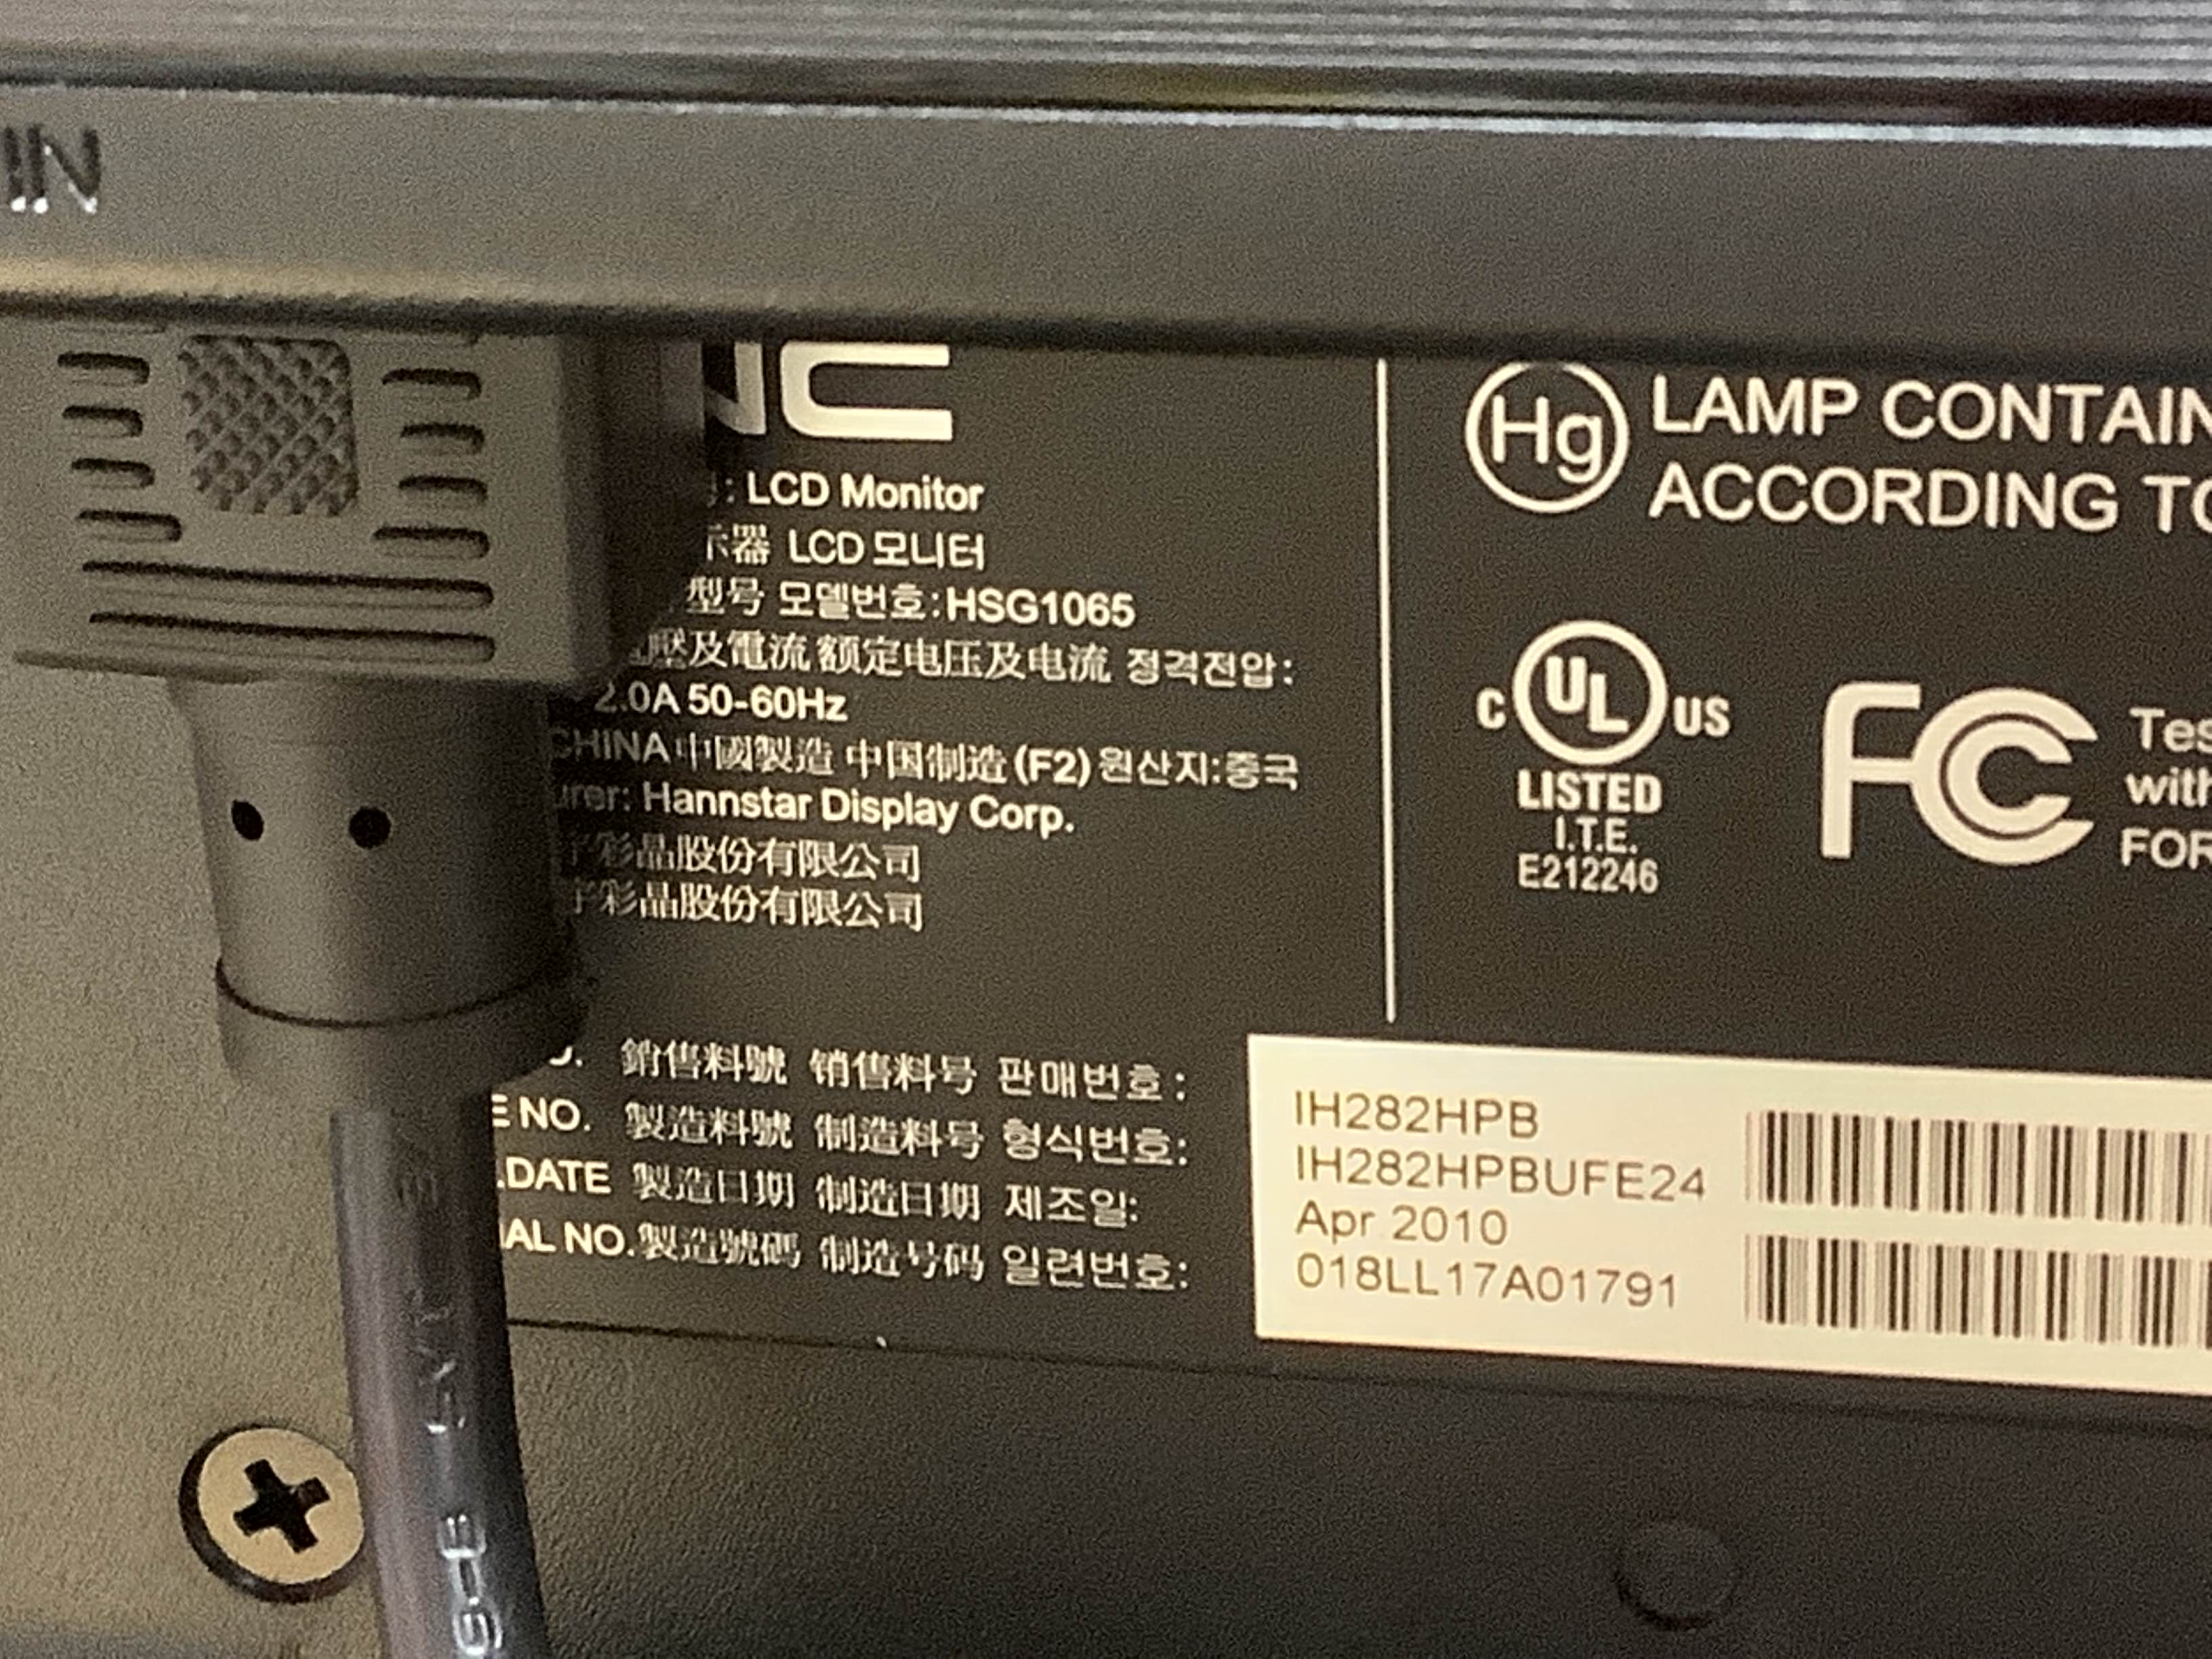 IN
LCD Monitor
示器 LCD 모니터
型号 모델번호:HSG1065
壓及電流 额定电压及电流 정격전압:
2.0A 50-60Hz
CHINA 中國製造 中国制造 (F2) 원산지:중국
Hannstar Display Corp.
彩晶股份有限公司
彩晶股份有限公司
銷售料號 销售料号 판매번호:
E NO. 製造料號 制造料号 형식번호:
.DATE 製造日期 制造日期 제조일:
IAL NO. 製造號碼 制造号码 일련번호:
Hg LAMP CONTAIN
ACCORDING TO
C UL US
LISTED
I.T.E.
E212246
FC
Tes
with
FOR
IH282HPB
IH282HPBUFE24
Apr 2010
018LL17A01791